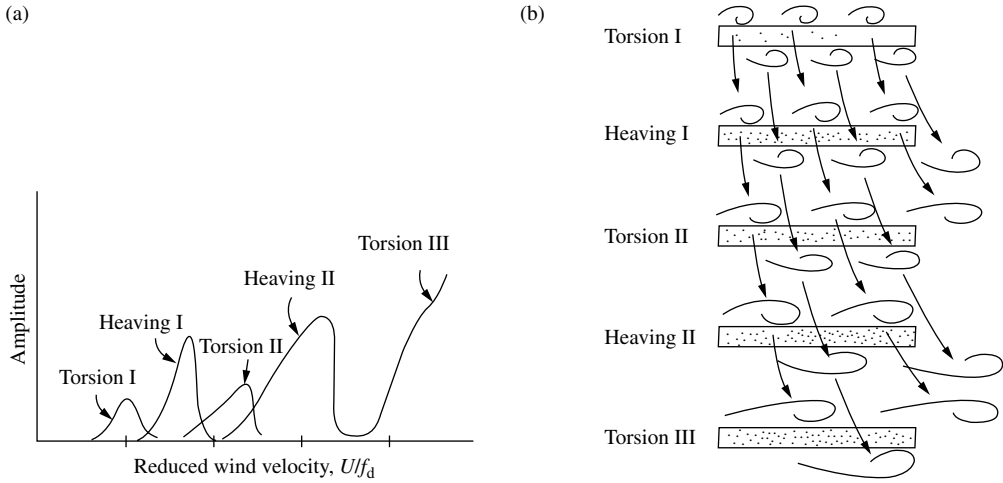 (a)
Amplitude
Torsion I
Heaving I
Torsion II
Heaving II
Torsion III
Reduced wind velocity, U/f_d
(b)
Torsion I
Heaving I
Torsion II
Heaving II
Torsion III